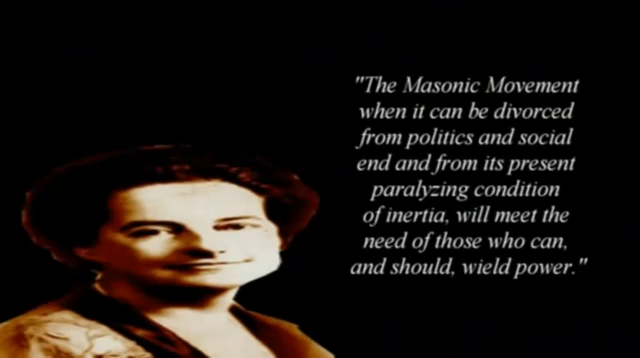 "The Masonic Movement
when it can be divorced
from politics and social
end and from its present
paralyzing condition
of inertia, will meet the
need of those who can,
and should, wield power."